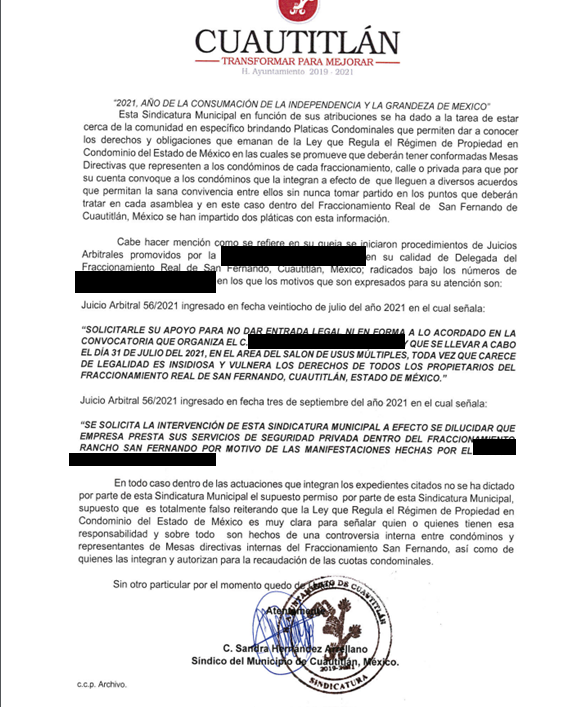 CUAUTITLÁN
TRANSFORMAR PARA MEJORAR
H. Ayuntamiento 2019 - 2021
"2021, AÑO DE LA CONSUMACIÓN DE LA INDEPENDENCIA Y LA GRANDEZA DE MEXICO"
Esta Sindicatura Municipal en función de sus atribuciones se ha dado a la tarea de estar
cerca de la comunidad en especifico brindando Platicas Condominales que permiten dar a conocer
los derechos y obligaciones que emanan de la Ley que Regula el Régimen de Propiedad en
Condominio del Estado de México en las cuales se promueve que deberán tener conformadas Mesas
Directivas que representen a los condóminos de cada fraccionamiento, calle o privada para que por
su cuenta convoque a los condóminos que la integran a efecto de que lleguen a diversos acuerdos
que permitan la sana convivencia entre ellos sin nunca tomar partido en los puntos que deberán
tratar en cada asamblea y en este caso dentro del Fraccionamiento Real de San Fernando de
Cuautitlán, México se han impartido dos pláticas con esta información.
Cabe hacer mención como se refiere en su queja se iniciaron procedimientos de Juicios
Arbitrales promovidos por la en su calidad de Delegada del
Fraccionamiento Real de San Fernando, Cuautitlán, México; radicados bajo los números de
en los que los motivos que son expresados para su atención son:
Juicio Arbitral 56/2021 ingresado en fecha veintiocho de julio del año 2021 en el cual señala:
"SOLICITARLE SU APOYO PARA NO DAR ENTRADA LEGAL NI EN FORMA A LO ACORDADO EN LA
CONVOCATORIA QUE ORGANIZA EL C. Y QUE SE LLEVAR A CABO
EL DÍA 31 DE JULIO DEL 2021, EN EL AREA DEL SALON DE USUS MÚLTIPLES, TODA VEZ QUE CARECE
DE LEGALIDAD ES INSIDIOSA Y VULNERA LOS DERECHOS DE TODOS LOS PROPIETARIOS DEL
FRACCIONAMIENTO REAL DE SAN FERNANDO, CUAUTITLÁN, ESTADO DE MÉXICO."
Juicio Arbitral 56/2021 ingresado en fecha tres de septiembre del año 2021 en el cual señala:
"SE SOLICITA LA INTERVENCIÓN DE ESTA SINDICATURA MUNICIPAL A EFECTO SE DILUCIDAR QUE
EMPRESA PRESTA SUS SERVICIOS DE SEGURIDAD PRIVADA DENTRO DEL FRACCIONAMIENTO
RANCHO SAN FERNANDO POR MOTIVO DE LAS MANIFESTACIONES HECHAS POR EL
En todo caso dentro de las actuaciones que integran los expedientes citados no se ha dictado
por parte de esta Sindicatura Municipal el supuesto permiso por parte de esta Sindicatura Municipal,
supuesto que es totalmente falso reiterando que la Ley que Regula el Régimen de Propiedad en
Condominio del Estado de México es muy clara para señalar quien o quienes tienen esa
responsabilidad y sobre todo son hechos de una controversia interna entre condóminos y
representantes de Mesas directivas internas del Fraccionamiento San Fernando, así como de
quienes las integran y autorizan para la recaudación de las cuotas condominales.
Sin otro particular por el momento quedo de
Atentamente
C. Sandra Hernández Arellano
Síndico del Municipio de Cuautitlán, México.
AYUNTAMIENTO DE CUAUTITLÁN
2019-2021
SINDICATURA
c.c.p. Archivo.